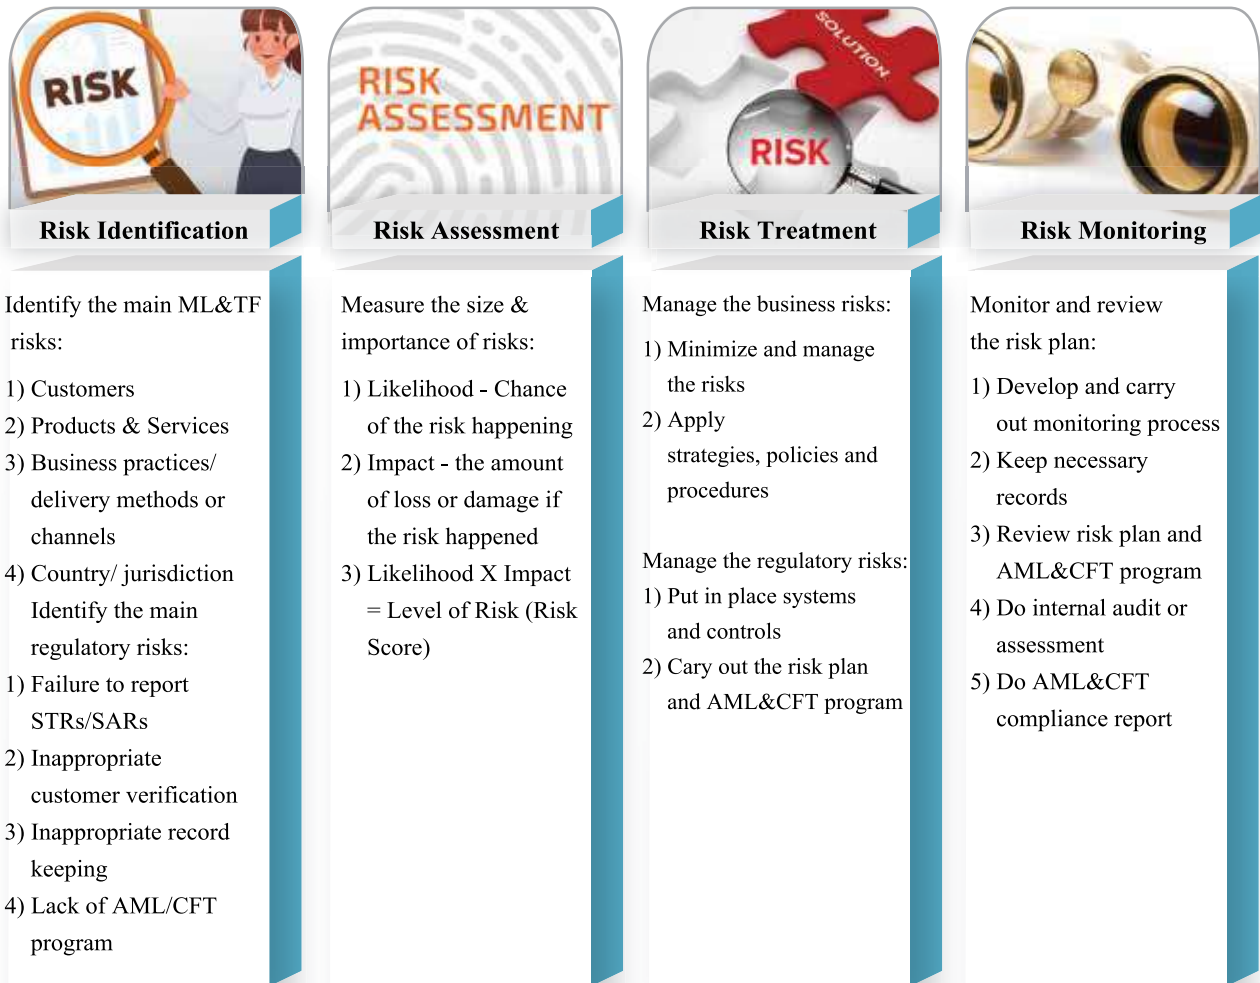 RISK
Risk Identification
Identify the main ML&TF
risks:
1) Customers
2) Products & Services
3) Business practices/
delivery methods or
channels
4) Country/ jurisdiction
Identify the main
regulatory risks:
1) Failure to report
STRs/SARs
2) Inappropriate
customer verification
3) Inappropriate record
keeping
4) Lack of AML/CFT
program
RISK
ASSESSMENT
Risk Assessment
Measure the size &
importance of risks:
1) Likelihood - Chance
of the risk happening
2) Impact - the amount
of loss or damage if
the risk happened
3) Likelihood X Impact
= Level of Risk (Risk
Score)
SOLUTION
RISK
Risk Treatment
Manage the business risks:
1) Minimize and manage
the risks
2) Apply
strategies, policies and
procedures
Manage the regulatory risks:
1) Put in place systems
and controls
2) Cary out the risk plan
and AML&CFT program
Risk Monitoring
Monitor and review
the risk plan:
1) Develop and carry
out monitoring process
2) Keep necessary
records
3) Review risk plan and
AML&CFT program
4) Do internal audit or
assessment
5) Do AML&CFT
compliance report